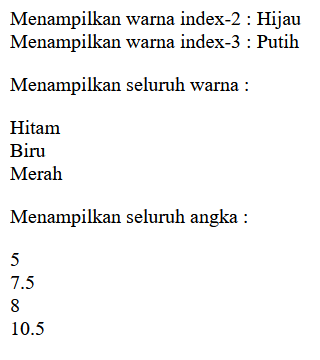 Menampilkan warna index-2 : Hijau
Menampilkan warna index-3 : Putih
Menampilkan seluruh warna :
Hitam
Biru
Merah
Menampilkan seluruh angka :
5
7.5
8
10.5